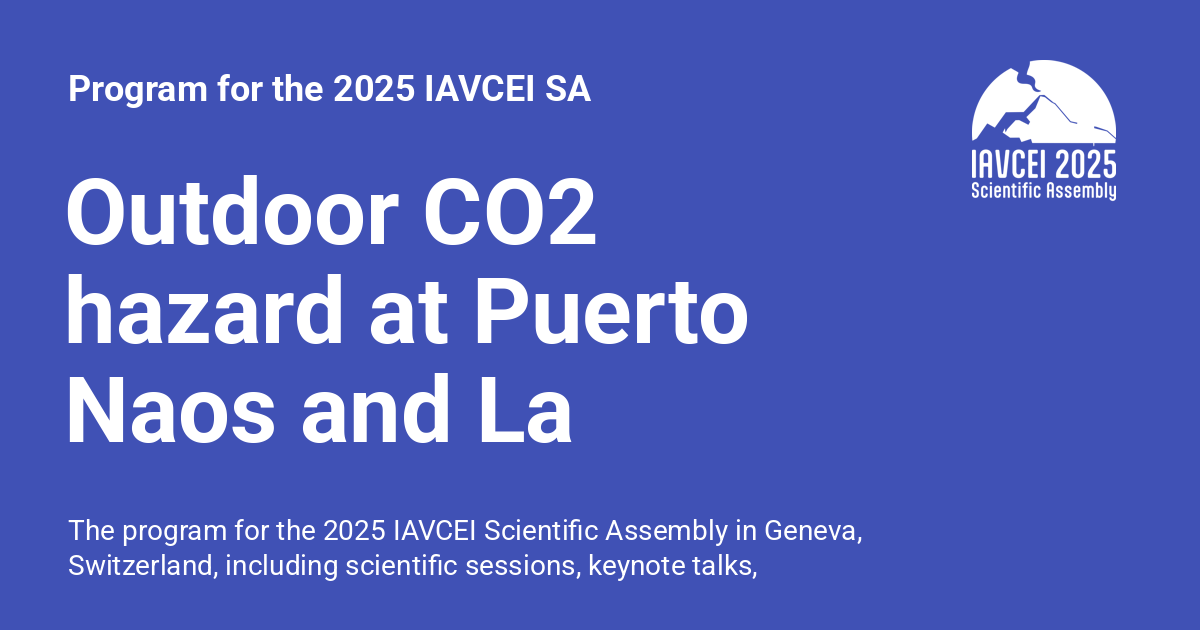 Program for the 2025 IAVCEI SA
IAVCEI 2025
Scientific Assembly
Outdoor CO2
hazard at Puerto
Naos and La
The program for the 2025 IAVCEI Scientific Assembly in Geneva,
Switzerland, including scientific sessions, keynote talks,